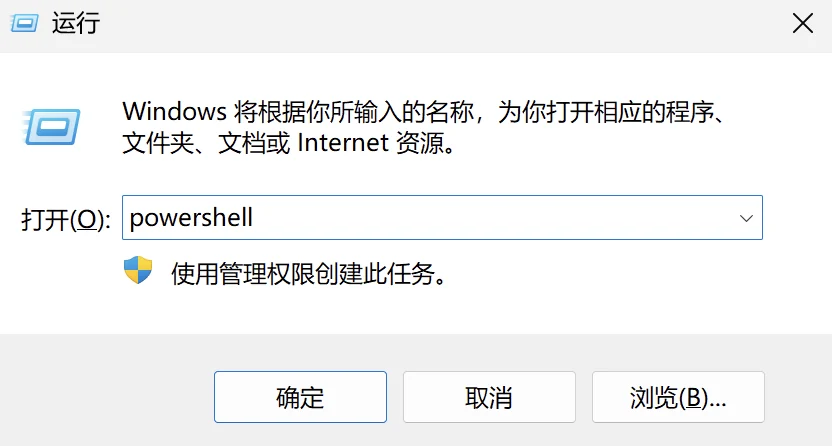 运行
Windows 将根据你所输入的名称，为你打开相应的程序、
文件夹、文档或 Internet 资源。
打开(O): powershell
使用管理权限创建此任务。
确定 取消 浏览(B)...